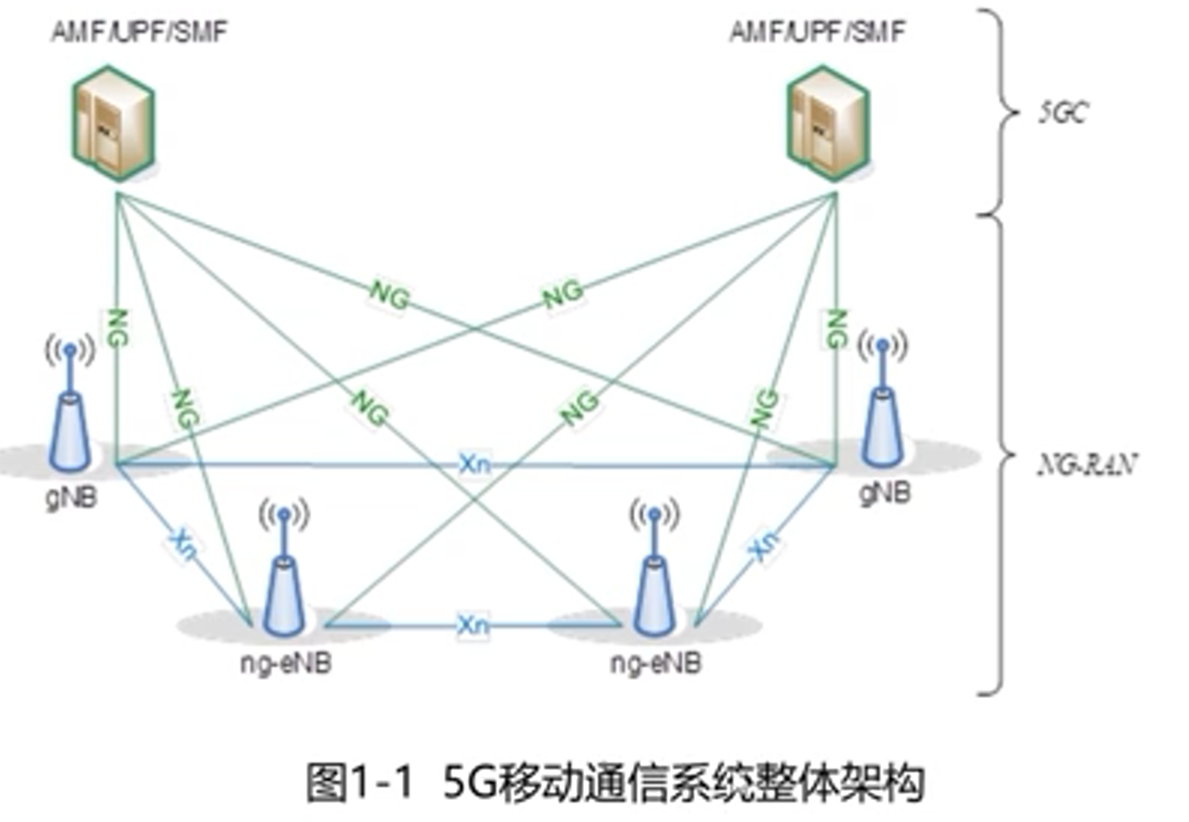 AMF/UPF/SMF
AMF/UPF/SMF
5GC
NG
NG
NG
NG
NG
NG
NG
NG
gNB
Xn
gNB
NG-RAN
Xn
Xn
Xn
ng-eNB
ng-eNB
图1-1 5G移动通信系统整体架构